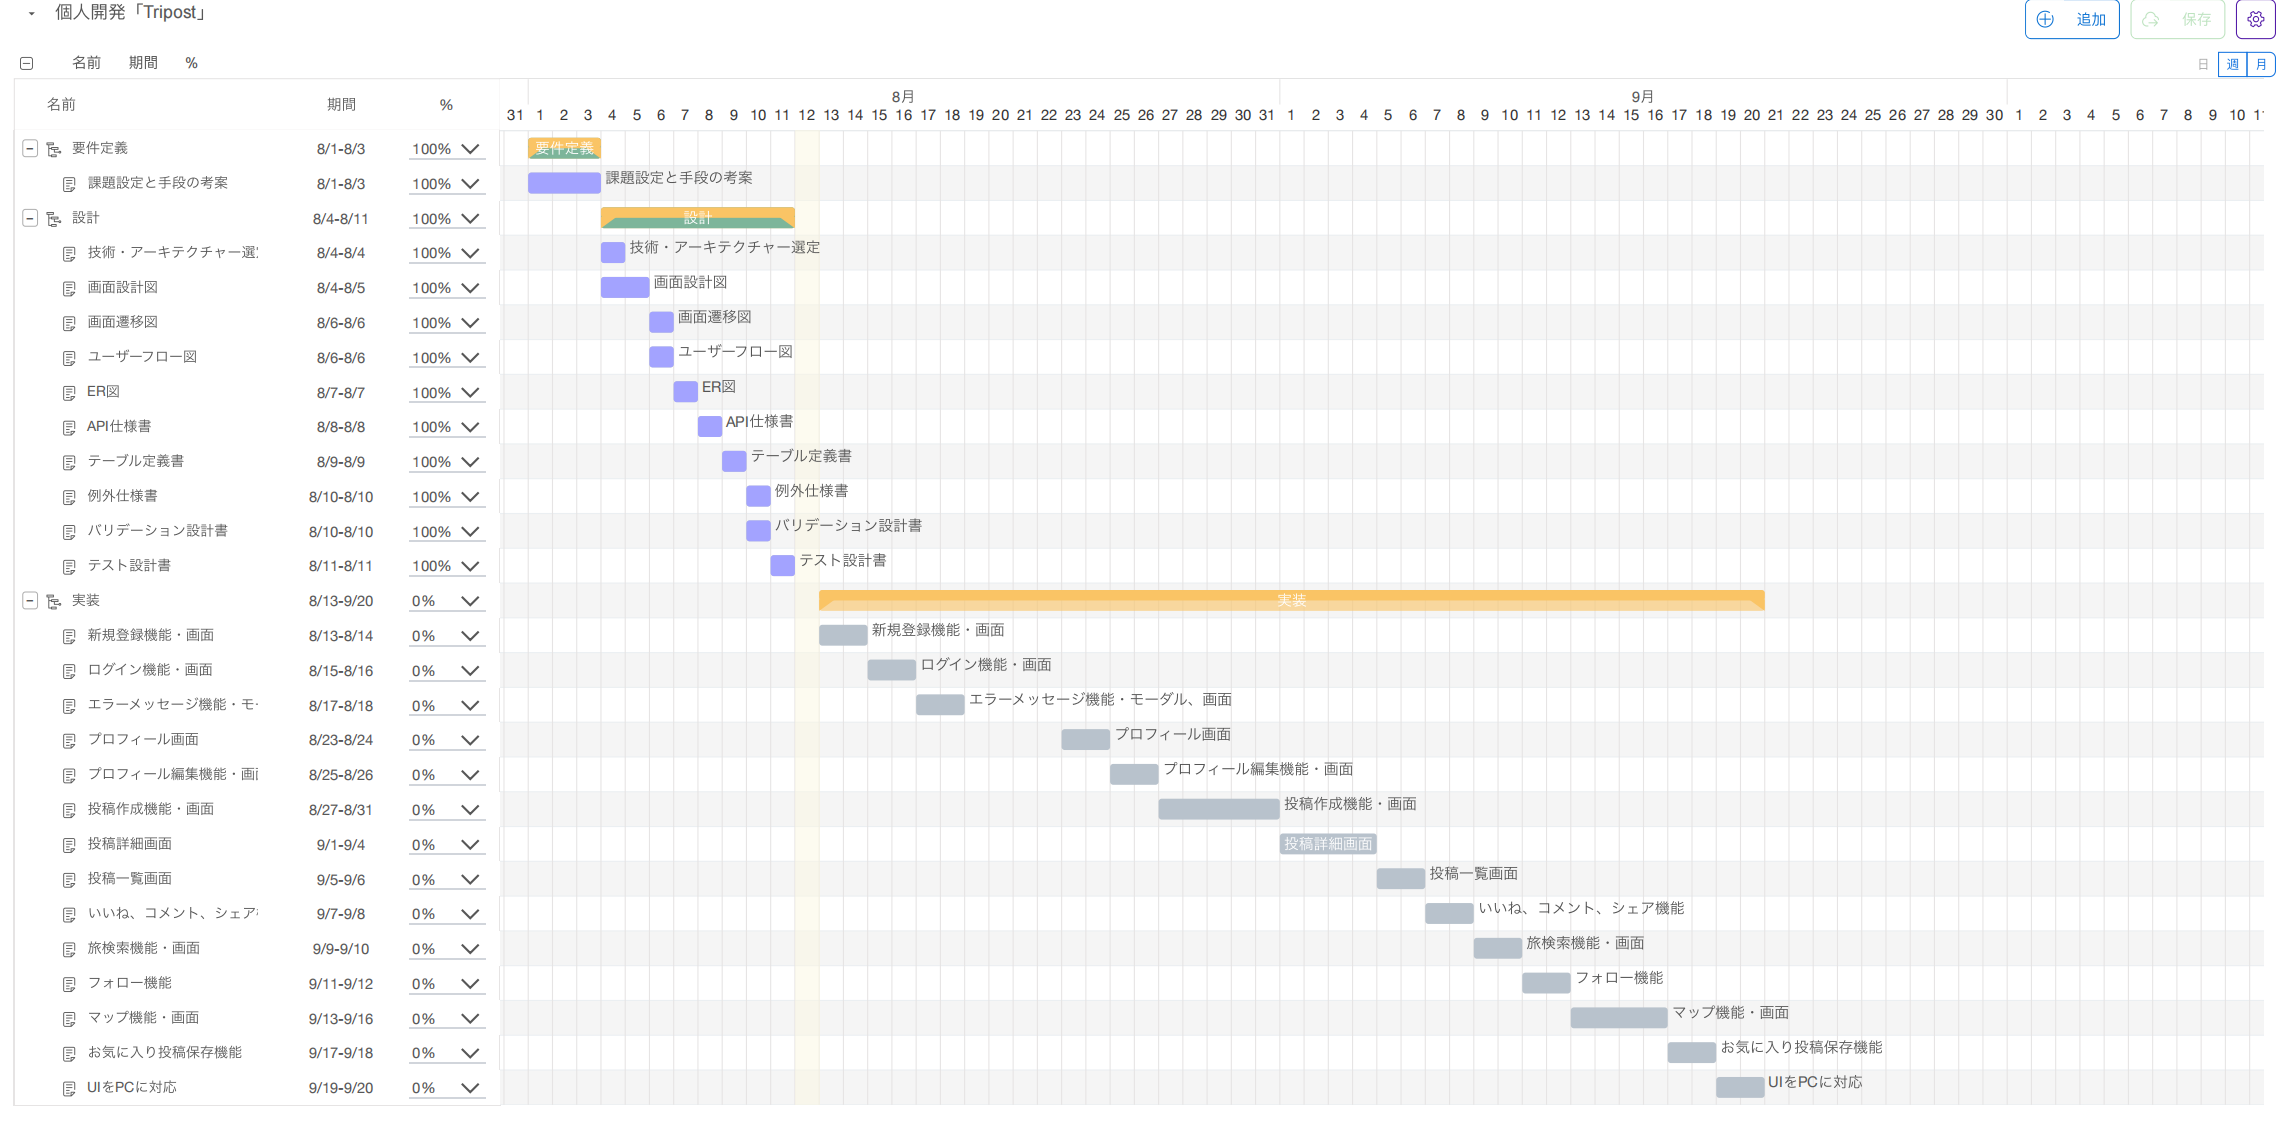 個人開発「Tripost」
追加 保存
名前 期間 %
日 週 月
名前 期間 %
8月 9月
31 1 2 3 4 5 6 7 8 9 10 11 12 13 14 15 16 17 18 19 20 21 22 23 24 25 26 27 28 29 30 31 1 2 3 4 5 6 7 8 9 10 11 12 13 14 15 16 17 18 19 20 21 22 23 24 25 26 27 28 29 30 1 2 3 4 5 6 7 8 9 10
要件定義 8/1-8/3 100% 要件定義
課題設定と手段の考案 8/1-8/3 100% 課題設定と手段の考案
設計 8/4-8/11 100% 設計
技術・アーキテクチャー選 8/4-8/4 100% 技術・アーキテクチャー選定
画面設計図 8/4-8/5 100% 画面設計図
画面遷移図 8/6-8/6 100% 画面遷移図
ユーザーフロー図 8/6-8/6 100% ユーザーフロー図
ER図 8/7-8/7 100% ER図
API仕様書 8/8-8/8 100% API仕様書
テーブル定義書 8/9-8/9 100% テーブル定義書
例外仕様書 8/10-8/10 100% 例外仕様書
バリデーション設計書 8/10-8/10 100% バリデーション設計書
テスト設計書 8/11-8/11 100% テスト設計書
実装 8/13-9/20 0% 実装
新規登録機能・画面 8/13-8/14 0% 新規登録機能・画面
ログイン機能・画面 8/15-8/16 0% ログイン機能・画面
エラーメッセージ機能・モ 8/17-8/18 0% エラーメッセージ機能・モーダル、画面
プロフィール画面 8/23-8/24 0% プロフィール画面
プロフィール編集機能・画 8/25-8/26 0% プロフィール編集機能・画面
投稿作成機能・画面 8/27-8/31 0% 投稿作成機能・画面
投稿詳細画面 9/1-9/4 0% 投稿詳細画面
投稿一覧画面 9/5-9/6 0% 投稿一覧画面
いいね、コメント、シェア 9/7-9/8 0% いいね、コメント、シェア機能
旅検索機能・画面 9/9-9/10 0% 旅検索機能・画面
フォロー機能 9/11-9/12 0% フォロー機能
マップ機能・画面 9/13-9/16 0% マップ機能・画面
お気に入り投稿保存機能 9/17-9/18 0% お気に入り投稿保存機能
UIをPCに対応 9/19-9/20 0% UIをPCに対応